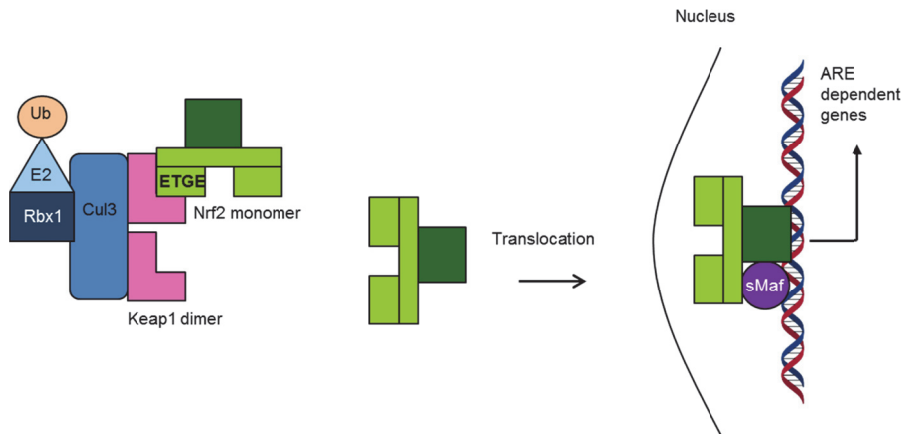 Nucleus
ARE
dependent
genes
Ub
E2
Rbx1
Cul3
ETGE
Nrf2 monomer
Keap1 dimer
Translocation
sMaf